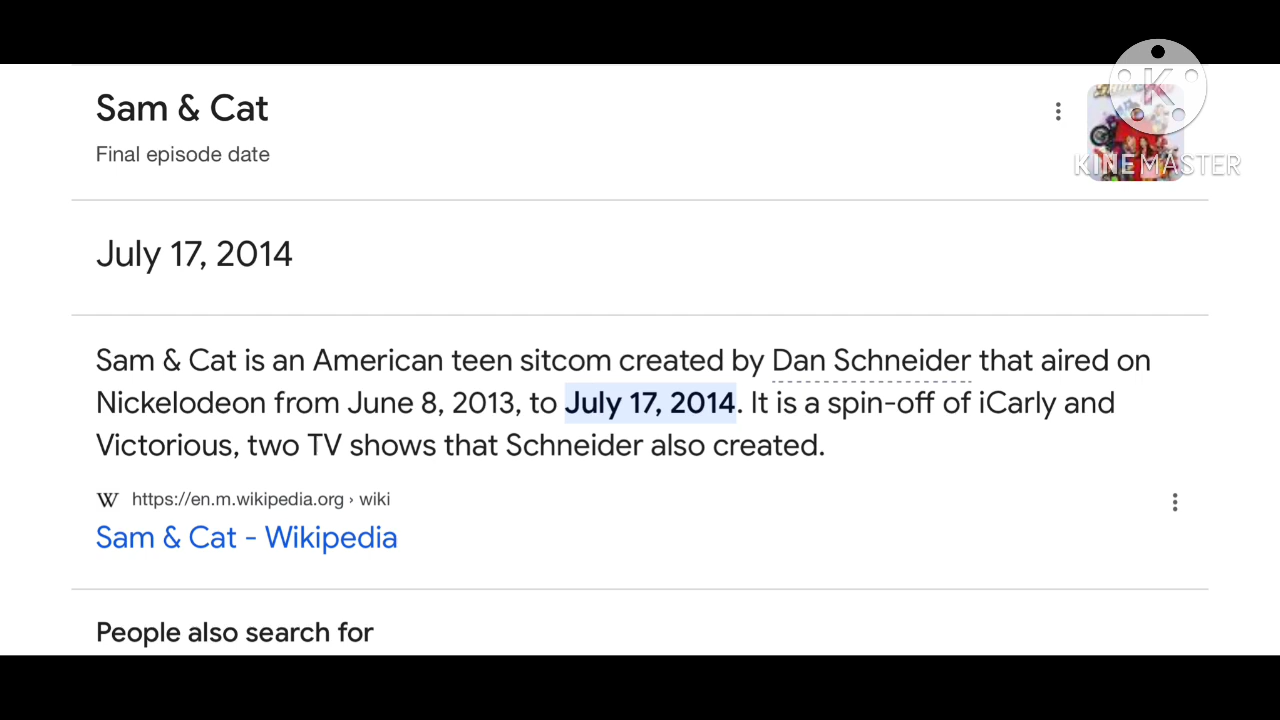 Sam & Cat
Final episode date
K
KINEMASTER
July 17, 2014
Sam & Cat is an American teen sitcom created by Dan Schneider that aired on
Nickelodeon from June 8, 2013, to July 17, 2014. It is a spin-off of iCarly and
Victorious, two TV shows that Schneider also created.
W https://en.m.wikipedia.org › wiki
Sam & Cat - Wikipedia
People also search for